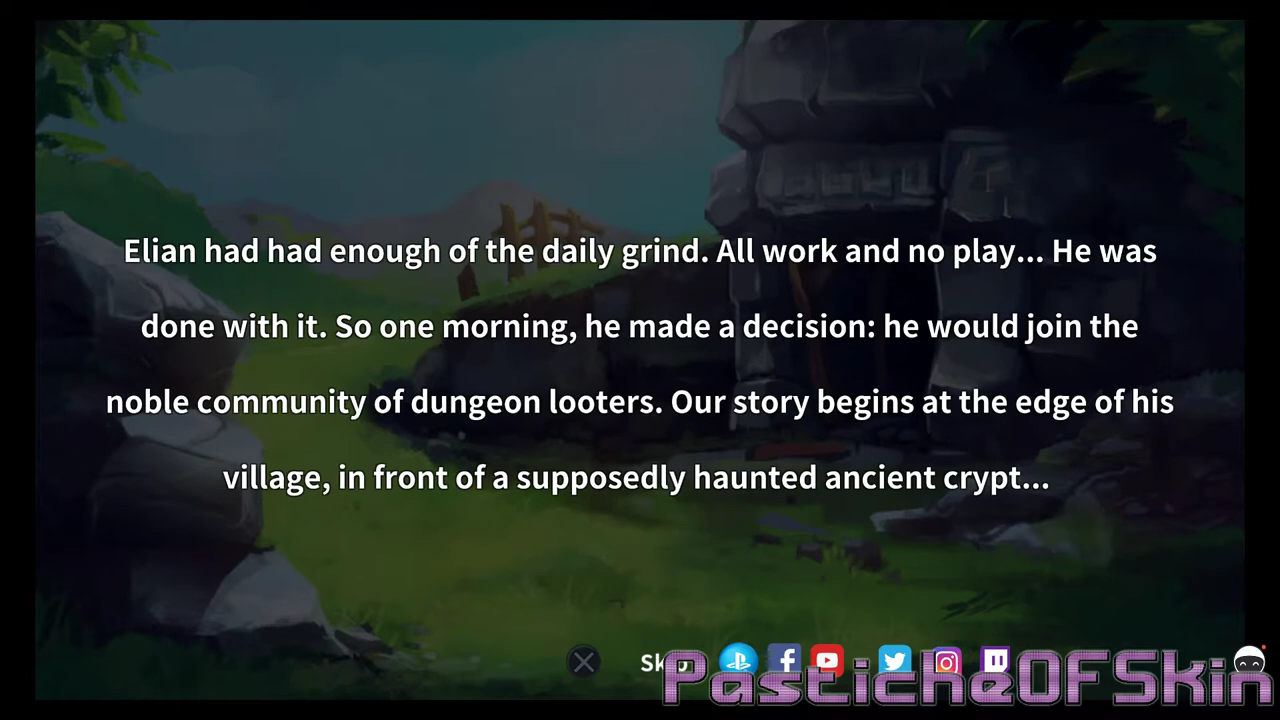 Elian had had enough of the daily grind. All work and no play... He was
done with it. So one morning, he made a decision: he would join the
noble community of dungeon looters. Our story begins at the edge of his
village, in front of a supposedly haunted ancient crypt...
Skip
PasticheOFSkin